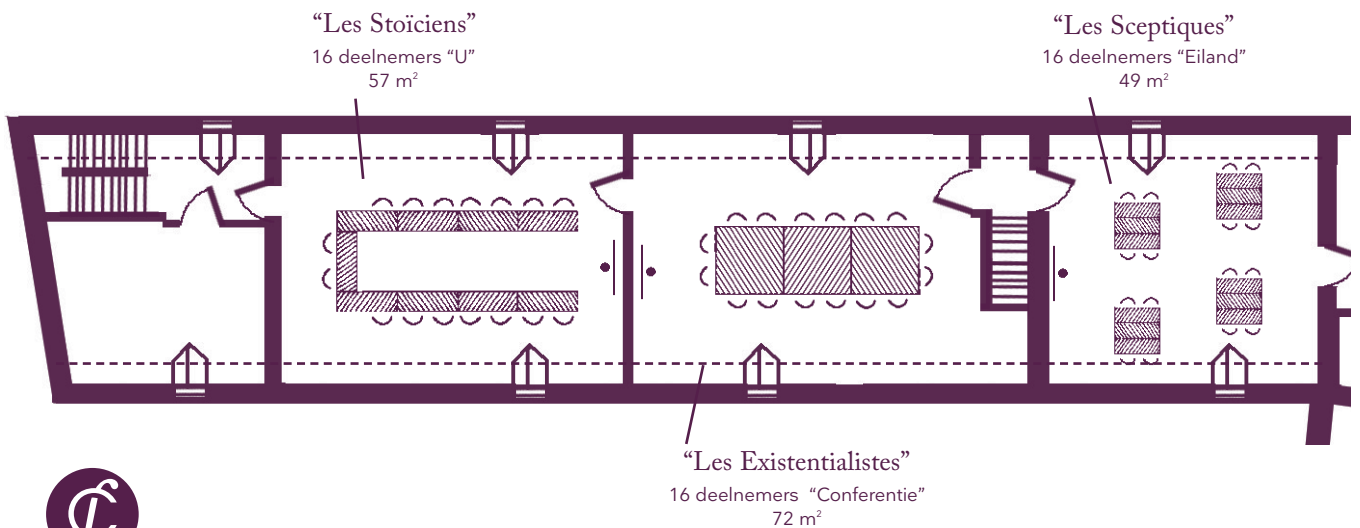 “Les Stoïciens”
16 deelnemers “U”
57 m²
“Les Sceptiques”
16 deelnemers “Eiland”
49 m²
“Les Existentialistes”
16 deelnemers “Conferentie”
72 m²